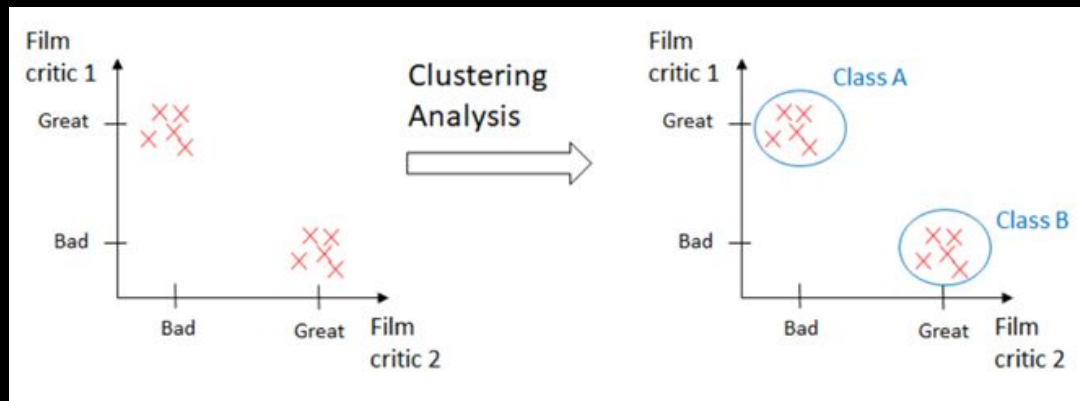 Film
critic 1
Great
Bad
Bad
Great
Film
critic 2
Clustering
Analysis
Film
critic 1
Class A
Great
Class B
Bad
Bad
Great
Film
critic 2